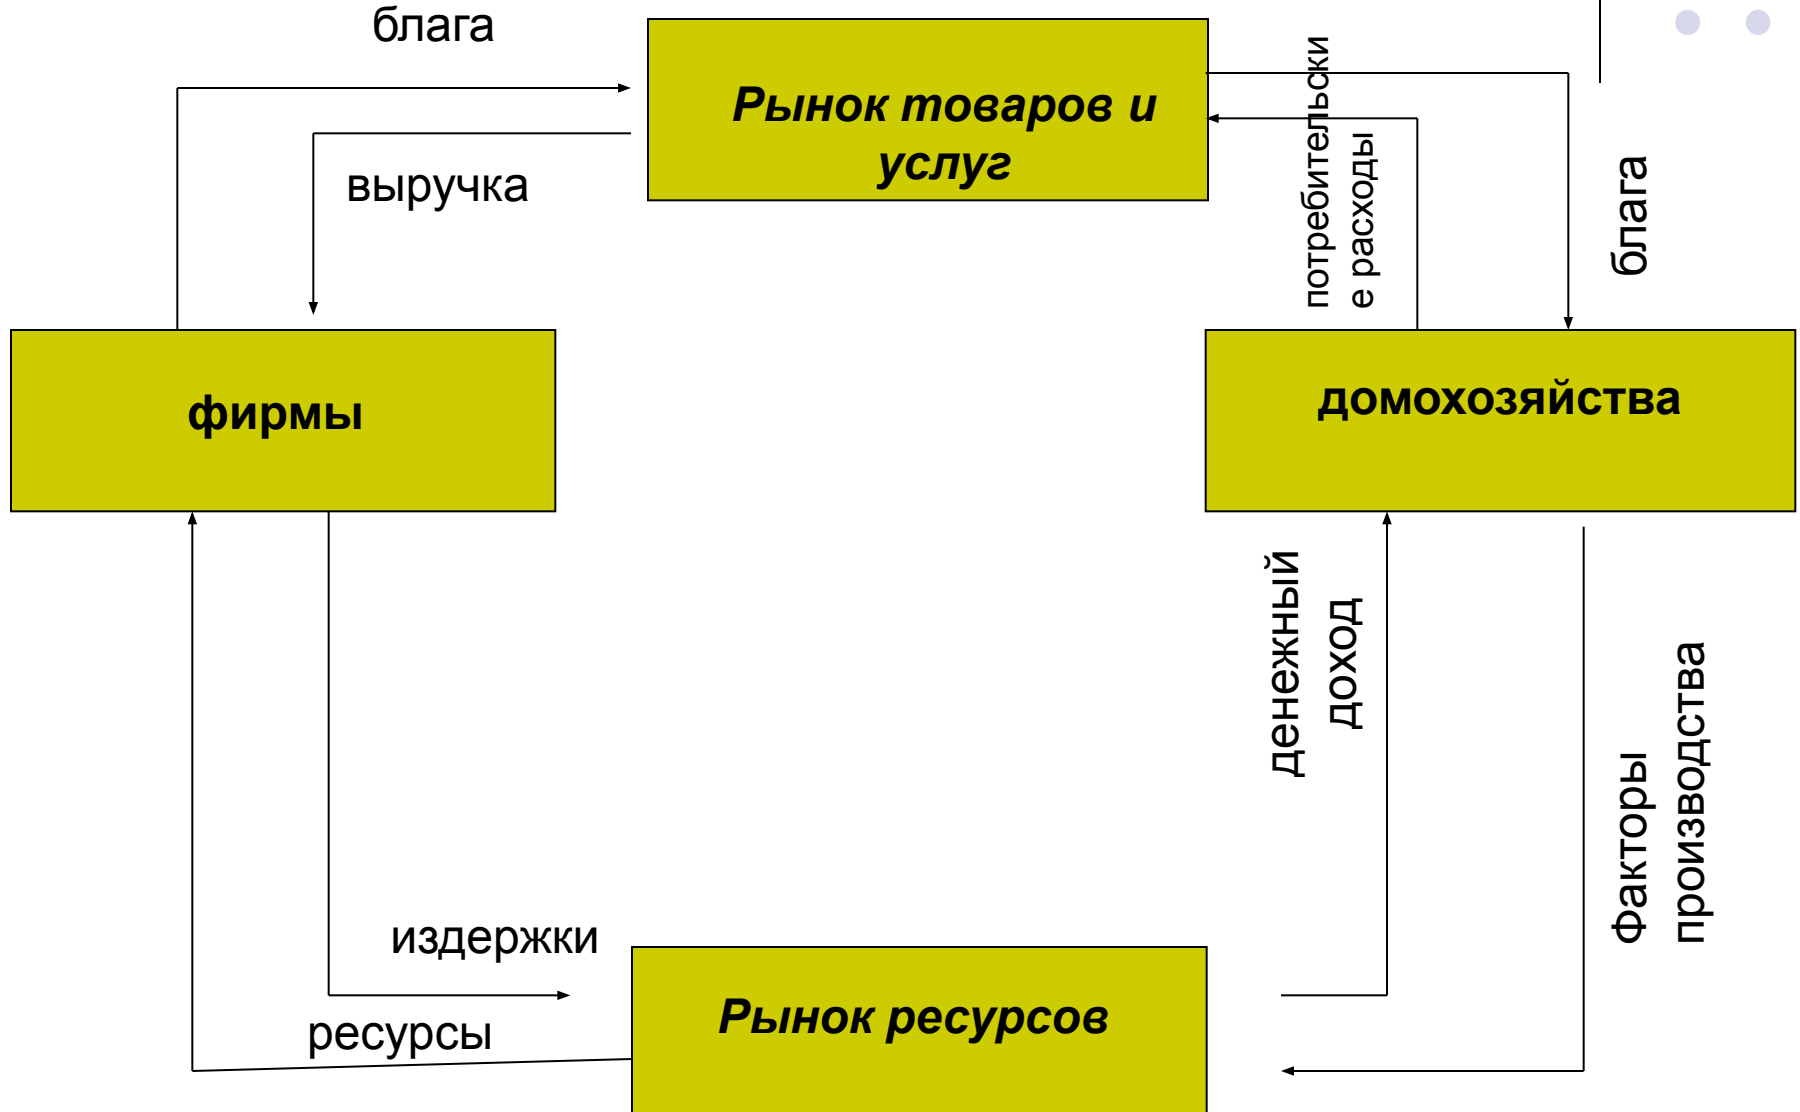 блага
Рынок товаров и
услуг
выручка
потребительски
е расходы
блага
фирмы
домохозяйства
денежный
доход
Факторы
производства
издержки
ресурсы
Рынок ресурсов